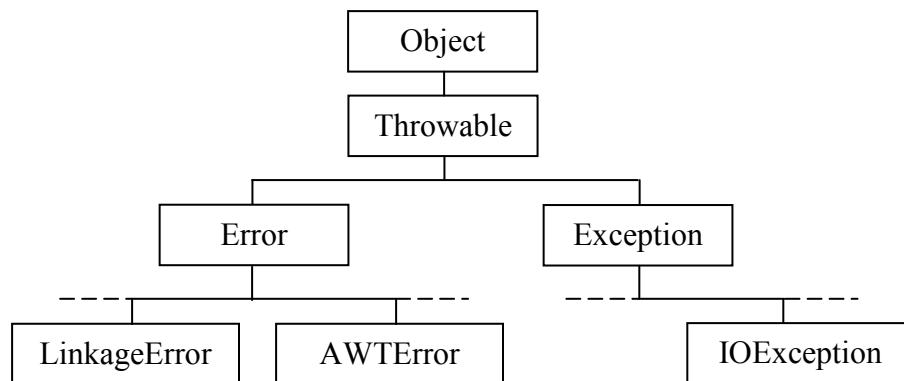 Object
Throwable
Error
Exception
LinkageError
AWTError
IOException